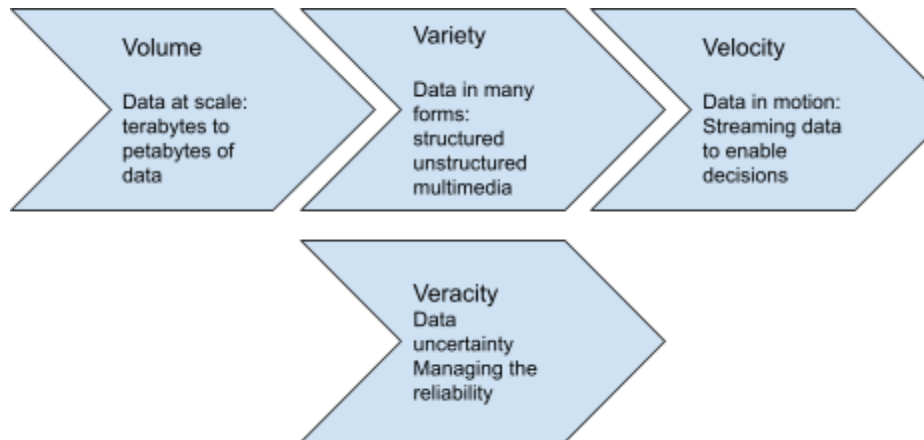 Volume
Data at scale:
terabytes to
petabytes of
data
Variety
Data in many
forms:
structured
unstructured
multimedia
Velocity
Data in motion:
Streaming data
to enable
decisions
Veracity
Data
uncertainty
Managing the
reliability